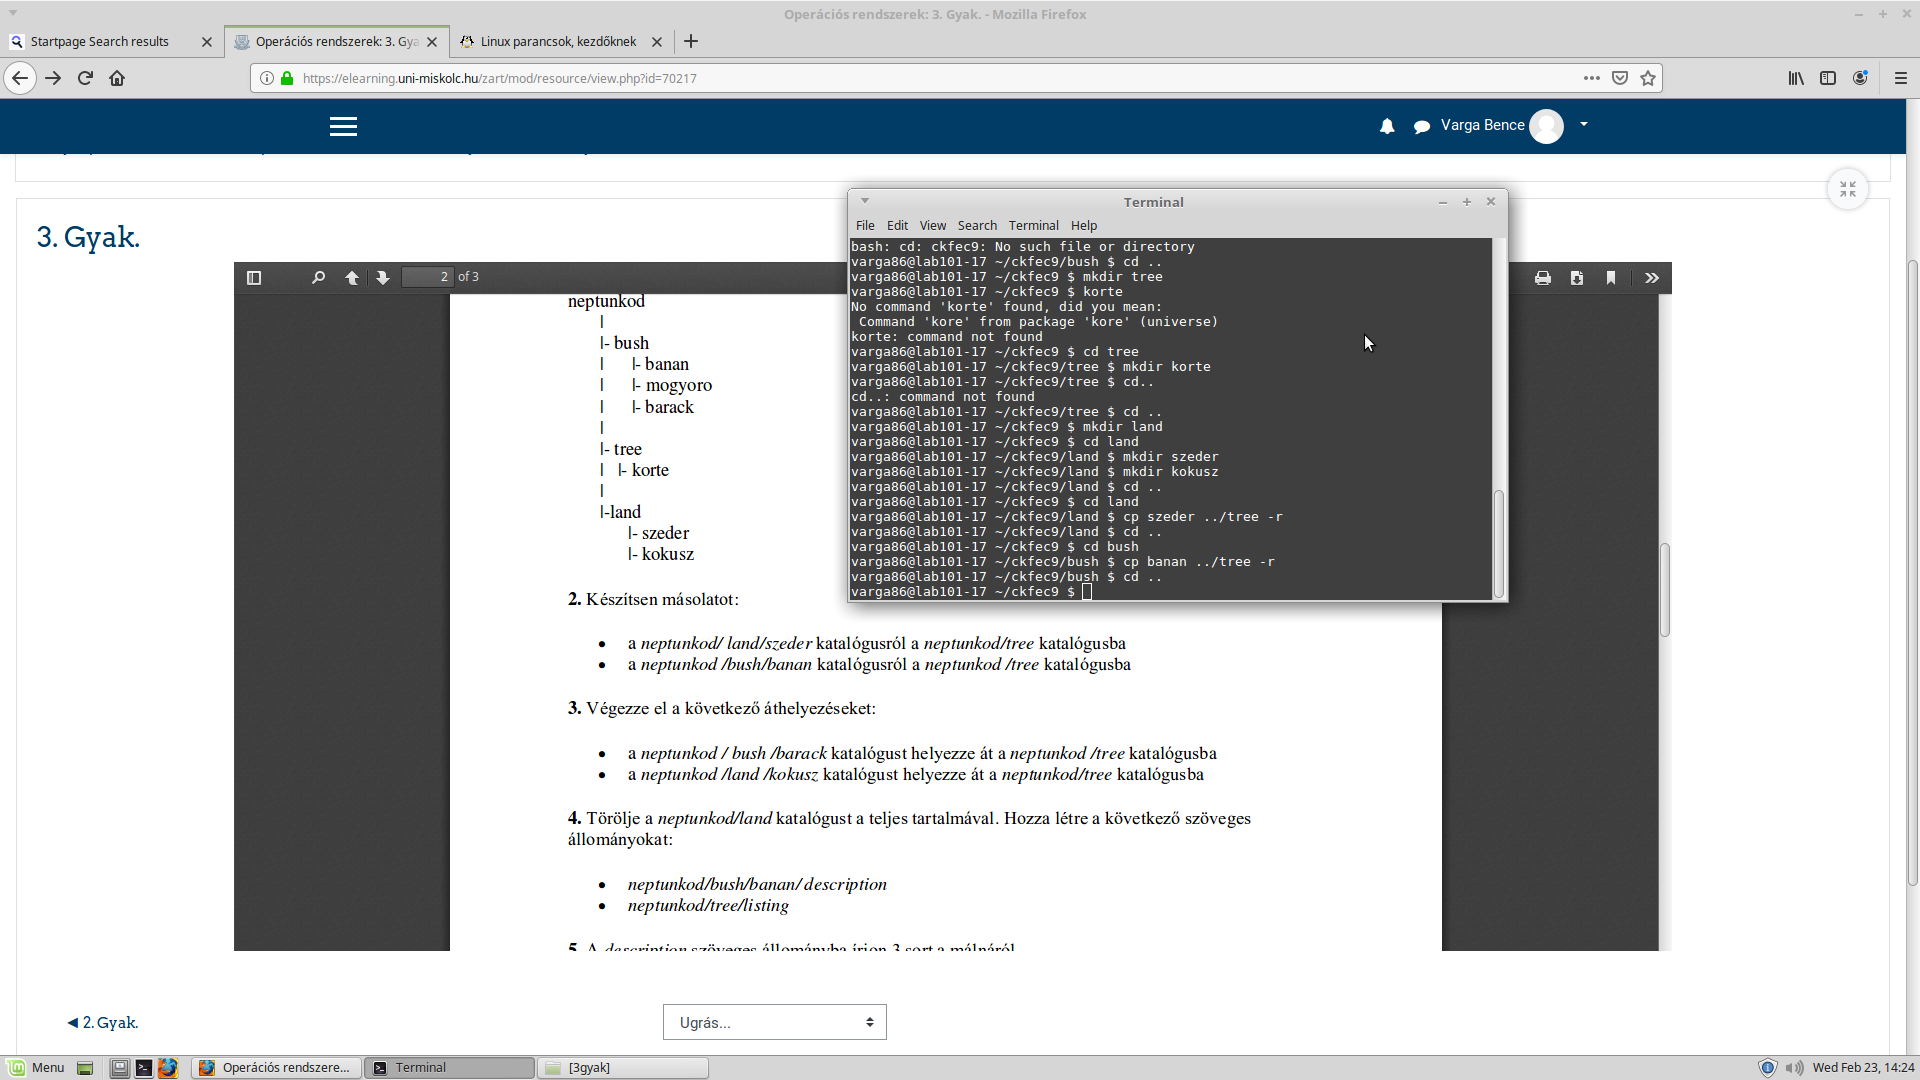 Operációs rendszerek: 3. Gyak. - Mozilla Firefox
Startpage Search results
Operációs rendszerek: 3. Gya
Linux parancsok, kezdőknek
https://elearning.uni-miskolc.hu/zart/mod/resource/view.php?id=70217
Varga Bence
3. Gyak.
2 of 3
neptunkod
|
|- bush
| |- banan
| |- mogyoro
| |- barack
|
|- tree
| |- korte
|
|-land
|- szeder
|- kokusz
2. Készítsen másolatot:
• a neptunkod/ land/szeder katalógusról a neptunkod/tree katalógusba
• a neptunkod /bush/banan katalógusról a neptunkod /tree katalógusba
3. Végezze el a következő áthelyezéseket:
• a neptunkod / bush /barack katalógust helyezze át a neptunkod /tree katalógusba
• a neptunkod /land /kokusz katalógust helyezze át a neptunkod/tree katalógusba
4. Törölje a neptunkod/land katalógust a teljes tartalmával. Hozza létre a következő szöveges
állományokat:
• neptunkod/bush/banan/ description
• neptunkod/tree/listing
5. A description szöveges állományba írjon 3 sort a málnáról
Terminal
File Edit View Search Terminal Help
bash: cd: ckfec9: No such file or directory
varga86@lab101-17 ~/ckfec9/bush $ cd ..
varga86@lab101-17 ~/ckfec9 $ mkdir tree
varga86@lab101-17 ~/ckfec9 $ korte
No command 'korte' found, did you mean:
 Command 'kore' from package 'kore' (universe)
korte: command not found
varga86@lab101-17 ~/ckfec9 $ cd tree
varga86@lab101-17 ~/ckfec9/tree $ mkdir korte
varga86@lab101-17 ~/ckfec9/tree $ cd..
cd..: command not found
varga86@lab101-17 ~/ckfec9/tree $ cd ..
varga86@lab101-17 ~/ckfec9 $ mkdir land
varga86@lab101-17 ~/ckfec9 $ cd land
varga86@lab101-17 ~/ckfec9/land $ mkdir szeder
varga86@lab101-17 ~/ckfec9/land $ mkdir kokusz
varga86@lab101-17 ~/ckfec9/land $ cd ..
varga86@lab101-17 ~/ckfec9 $ cd land
varga86@lab101-17 ~/ckfec9/land $ cp szeder ../tree -r
varga86@lab101-17 ~/ckfec9/land $ cd ..
varga86@lab101-17 ~/ckfec9 $ cd bush
varga86@lab101-17 ~/ckfec9/bush $ cp banan ../tree -r
varga86@lab101-17 ~/ckfec9/bush $ cd ..
varga86@lab101-17 ~/ckfec9 $
◄ 2. Gyak.
Ugrás...
Menu
Operációs rendszere...
Terminal
[3gyak]
Wed Feb 23, 14:24